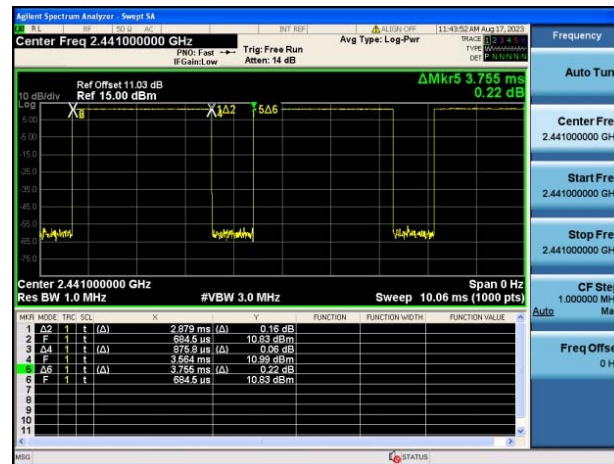 Agilent Spectrum Analyzer - Swept SA
RL RF 50 Ω AC INT REF ALIGN OFF 11:43:52 AM Aug 17, 2023
Center Freq 2.441000000 GHz
PNO: Fast
IFGain:Low
Trig: Free Run
Atten: 14 dB
Avg Type: Log-Pwr
TRACE 1 2 3 4 5 6
TYPE
DET P N N N N N
Ref Offset 11.03 dB
10 dB/div Ref 15.00 dBm
ΔMkr5 3.755 ms
0.22 dB
Log
5.00
-5.00
-15.0
-25.0
-35.0
-45.0
-55.0
-65.0
-75.0
1Δ2
5Δ6
Center 2.441000000 GHz
Span 0 Hz
Res BW 1.0 MHz
#VBW 3.0 MHz
Sweep 10.06 ms (1000 pts)
MKR MODE TRC SCL X Y FUNCTION FUNCTION WIDTH FUNCTION VALUE
1 Δ2 1 t (Δ) 2.879 ms (Δ) 0.16 dB
2 F 1 t 684.5 µs 10.83 dBm
3 Δ4 1 t (Δ) 875.8 µs (Δ) 0.06 dB
4 F 1 t 3.564 ms 10.99 dBm
5 Δ6 1 t (Δ) 3.755 ms (Δ) 0.22 dB
6 F 1 t 684.5 µs 10.83 dBm
7
8
9
10
11
MSG
STATUS
Frequency
Auto Tun
Center Fre
2.441000000 GH
Start Fre
2.441000000 GH
Stop Fre
2.441000000 GH
CF Step
1.000000 MH
Auto Ma
Freq Offse
0 H